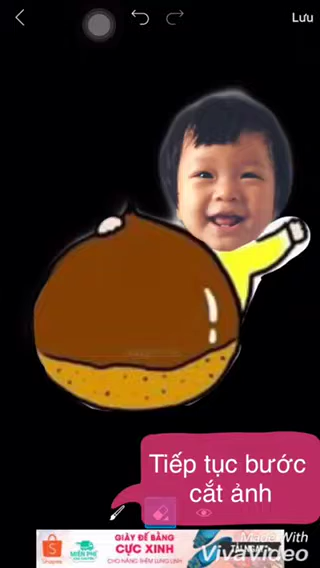 Lưu
Tiếp tục bước
cắt ảnh
Shopee
MIỄN PHÍ
GIÀY ĐẾ BẰNG
CỰC XINH
Made With
VivaVideo